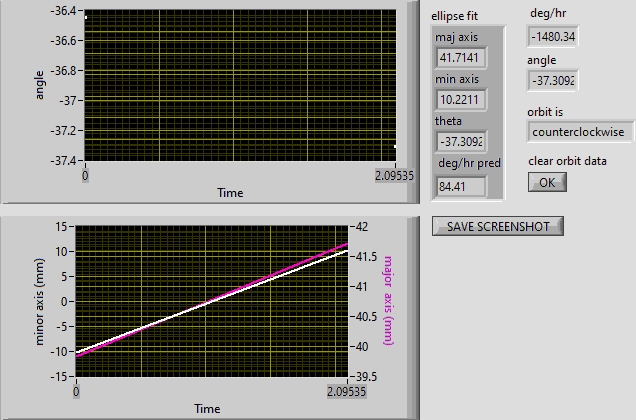 -36.4
-36.6
-36.8
-37
-37.2
-37.4
angle
0
2.09535
Time
ellipse fit
maj axis
41.7141
min axis
10.2211
theta
-37.3092
deg/hr pred
84.41
deg/hr
-1480.34
angle
-37.3092
orbit is
counterclockwise
clear orbit data
OK
SAVE SCREENSHOT
15
10
5
0
-5
-10
-15
minor axis (mm)
42
41.5
41
40.5
40
39.5
major axis (mm)
0
2.09535
Time